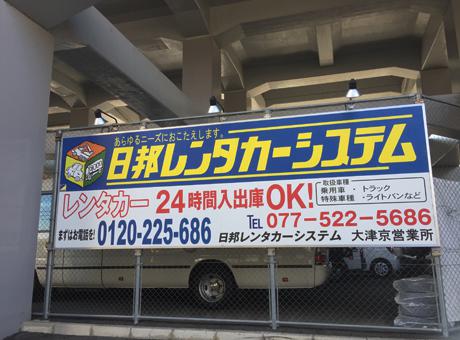 あらゆるニーズにおこたえします。
日邦レンタカーシステム
レンタカー 24時間入出庫OK!
取扱車種
乗用車・トラック
特殊車種・ライトバンなど
まずはお電話を! 0120-225-686
TEL 077-522-5686
日邦レンタカーシステム 大津京営業所